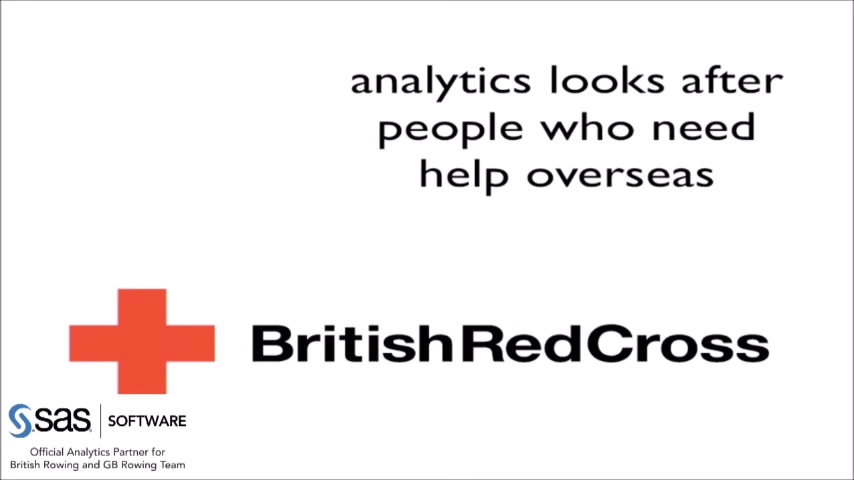 analytics looks after
people who need
help overseas
BritishRedCross
sas SOFTWARE
Official Analytics Partner for
British Rowing and GB Rowing Team